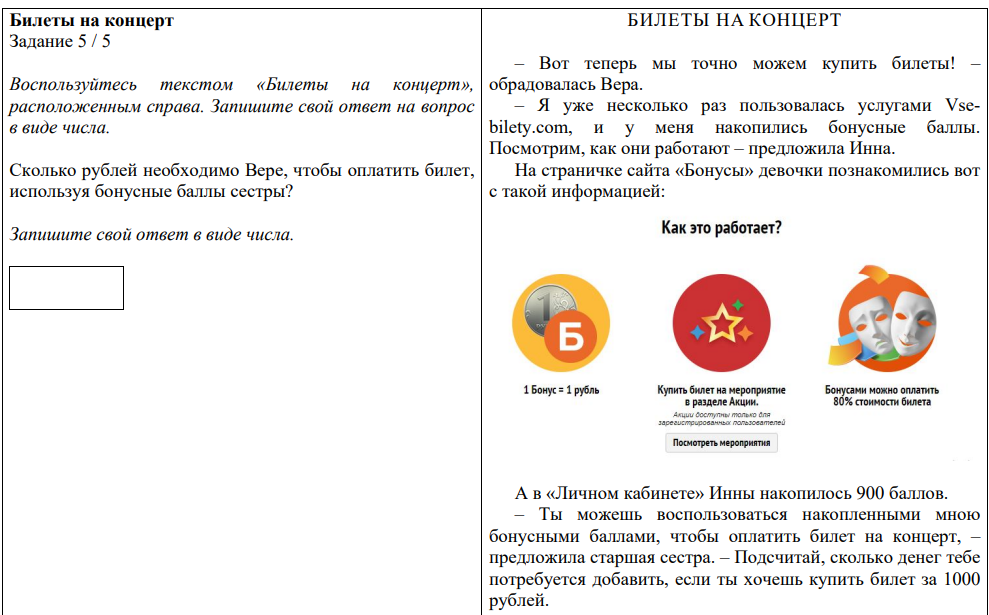 Билеты на концерт
Задание 5 / 5
Воспользуйтесь текстом «Билеты на концерт»,
расположенным справа. Запишите свой ответ на вопрос
в виде числа.
Сколько рублей необходимо Вере, чтобы оплатить билет,
используя бонусные баллы сестры?
Запишите свой ответ в виде числа.
БИЛЕТЫ НА КОНЦЕРТ
– Вот теперь мы точно можем купить билеты! –
обрадовалась Вера.
– Я уже несколько раз пользовалась услугами Vse-
bilety.com, и у меня накопились бонусные баллы.
Посмотрим, как они работают – предложила Инна.
На страничке сайта «Бонусы» девочки познакомились вот
с такой информацией:
Как это работает?
1
Б
1 Бонус = 1 рубль
Купить билет на мероприятие
в разделе Акции.
Акции доступны только для
зарегистрированных пользователей
Посмотреть мероприятия
Бонусами можно оплатить
80% стоимости билета
А в «Личном кабинете» Инны накопилось 900 баллов.
– Ты можешь воспользоваться накопленными мною
бонусными баллами, чтобы оплатить билет на концерт, –
предложила старшая сестра. – Подсчитай, сколько денег тебе
потребуется добавить, если ты хочешь купить билет за 1000
рублей.